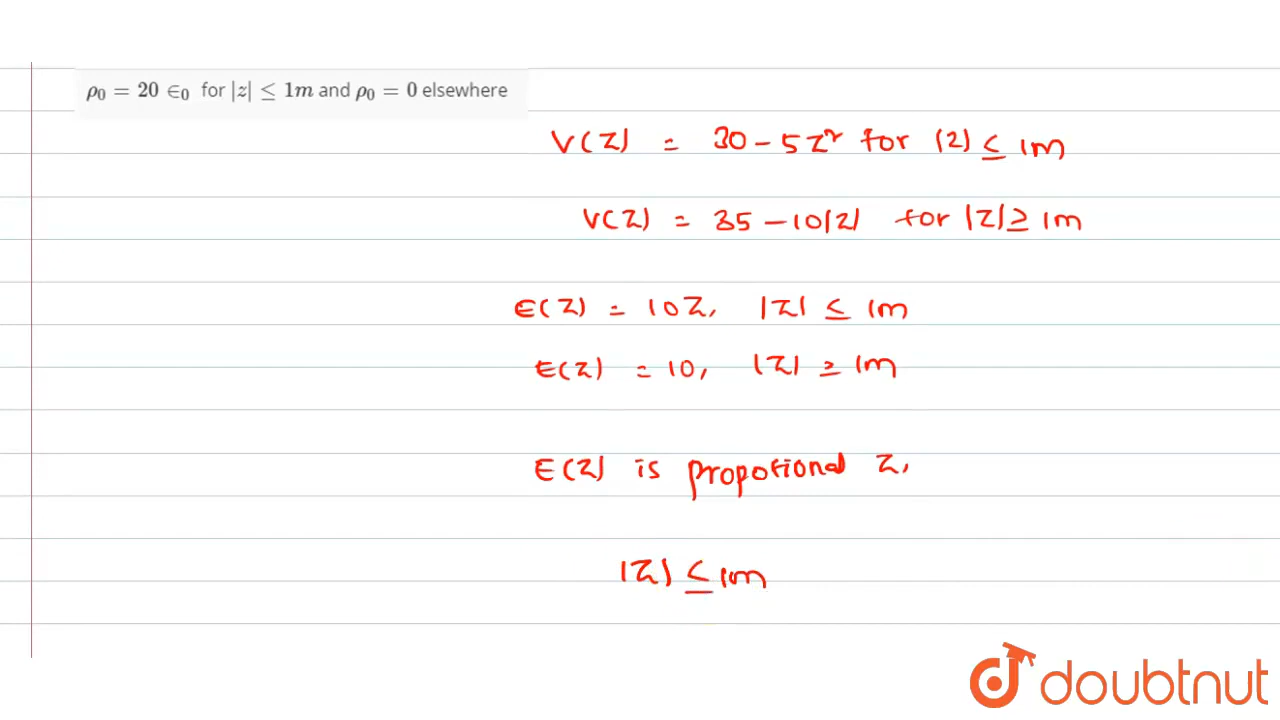 ρ₀ = 20 ∈₀ for |z| ≤ 1m and ρ₀ = 0 elsewhere
V(Z) = 30 - 5Z² for |Z| ≤ 1m
V(Z) = 35 - 10|Z| for |Z| ≥ 1m
E(Z) = 10Z, |Z| ≤ 1m
E(Z) = 10, |Z| ≥ 1m
E(Z) is propotional Z,
|Z| ≤ 1m
doubtnut